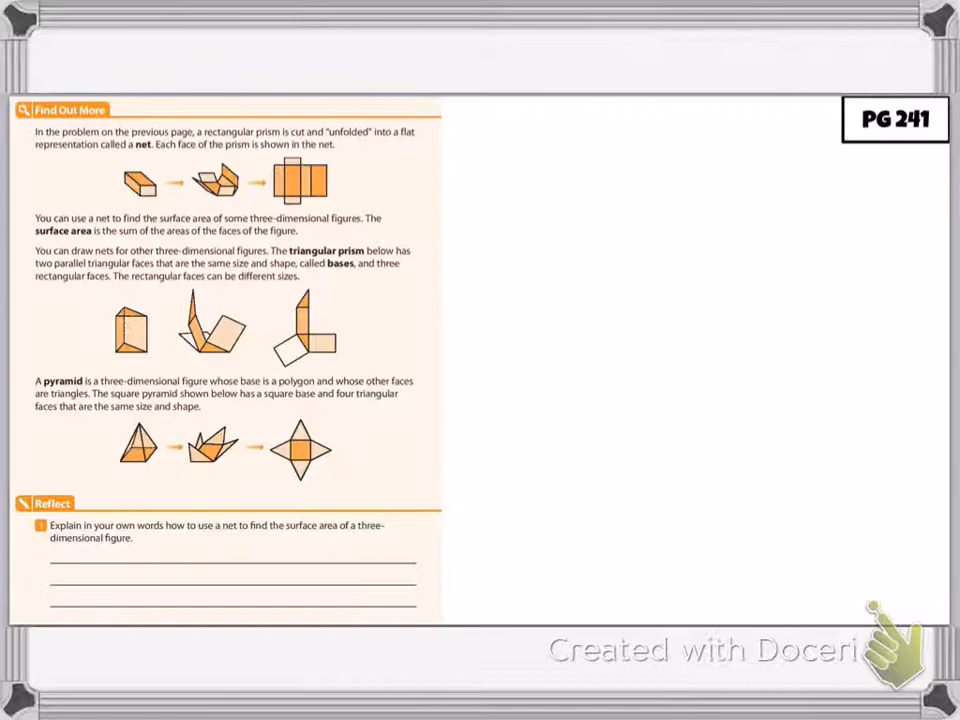 Find Out More
PG 241
In the problem on the previous page, a rectangular prism is cut and "unfolded" into a flat
representation called a net. Each face of the prism is shown in the net.
You can use a net to find the surface area of some three-dimensional figures. The
surface area is the sum of the areas of the faces of the figure.
You can draw nets for other three-dimensional figures. The triangular prism below has
two parallel triangular faces that are the same size and shape, called bases, and three
rectangular faces. The rectangular faces can be different sizes.
A pyramid is a three-dimensional figure whose base is a polygon and whose other faces
are triangles. The square pyramid shown below has a square base and four triangular
faces that are the same size and shape.
Reflect
1 Explain in your own words how to use a net to find the surface area of a three-
dimensional figure.
Created with Doceri